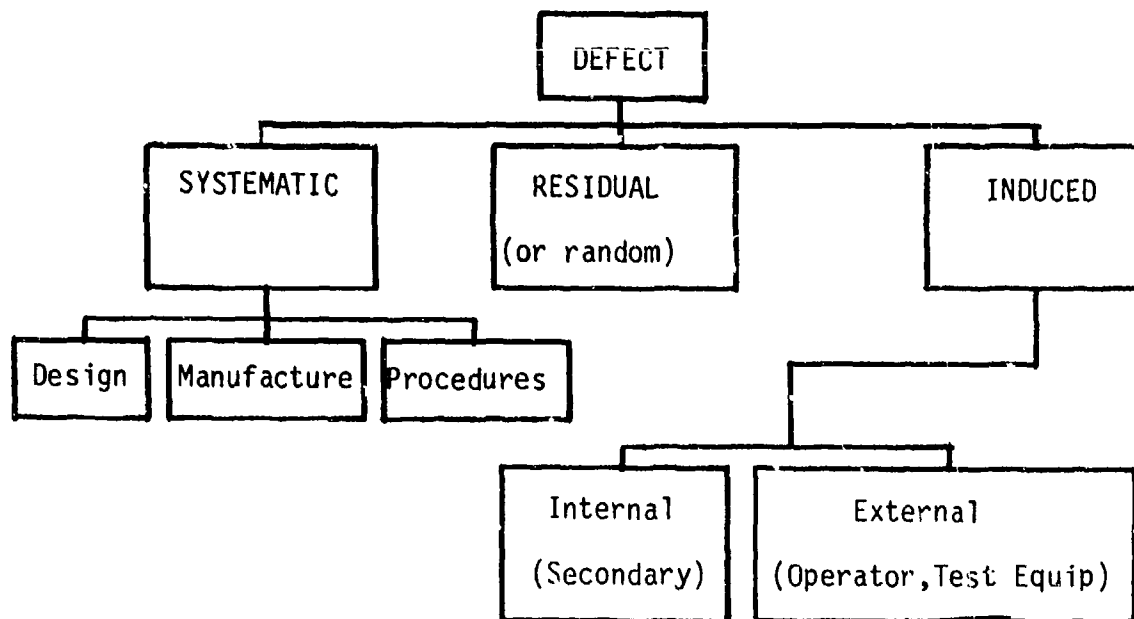 DEFECT
SYSTEMATIC
RESIDUAL
(or random)
INDUCED
Design
Manufacture
Procedures
Internal
(Secondary)
External
(Operator,Test Equip)